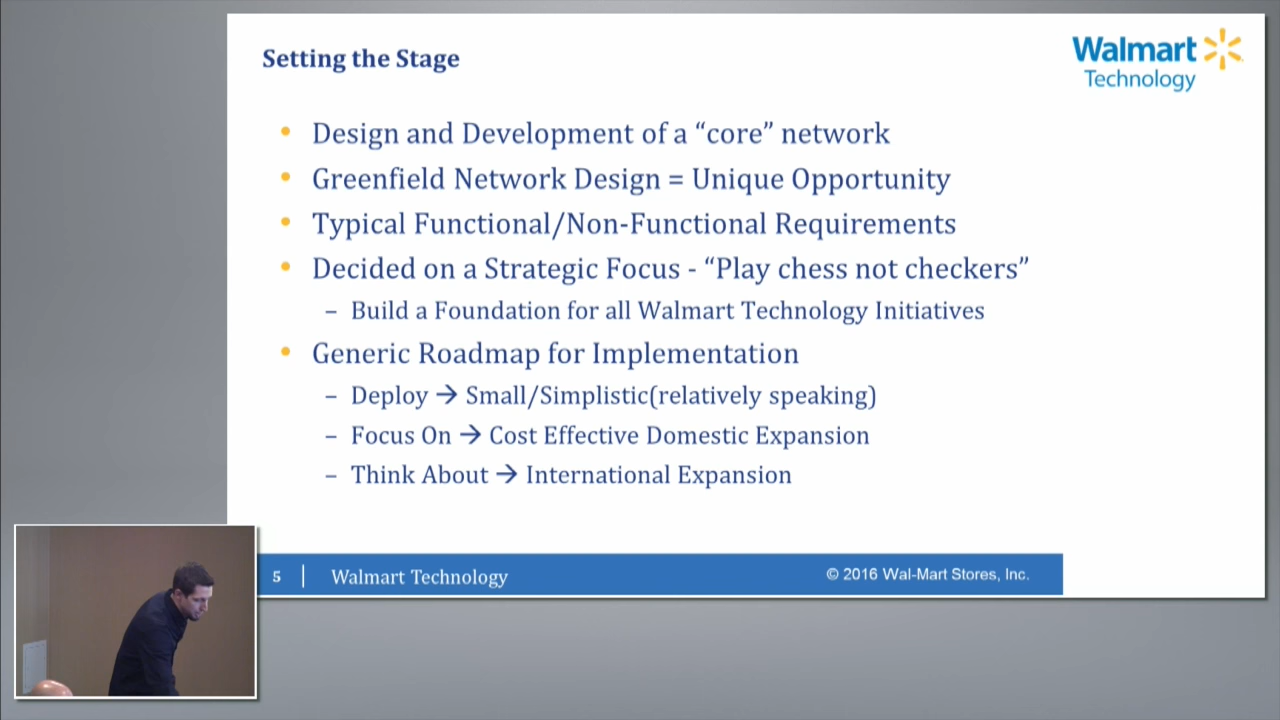 Setting the Stage
Walmart
Technology
• Design and Development of a “core” network
• Greenfield Network Design = Unique Opportunity
• Typical Functional/Non-Functional Requirements
• Decided on a Strategic Focus - “Play chess not checkers”
– Build a Foundation for all Walmart Technology Initiatives
• Generic Roadmap for Implementation
– Deploy → Small/Simplistic(relatively speaking)
– Focus On → Cost Effective Domestic Expansion
– Think About → International Expansion
5 | Walmart Technology © 2016 Wal-Mart Stores, Inc.